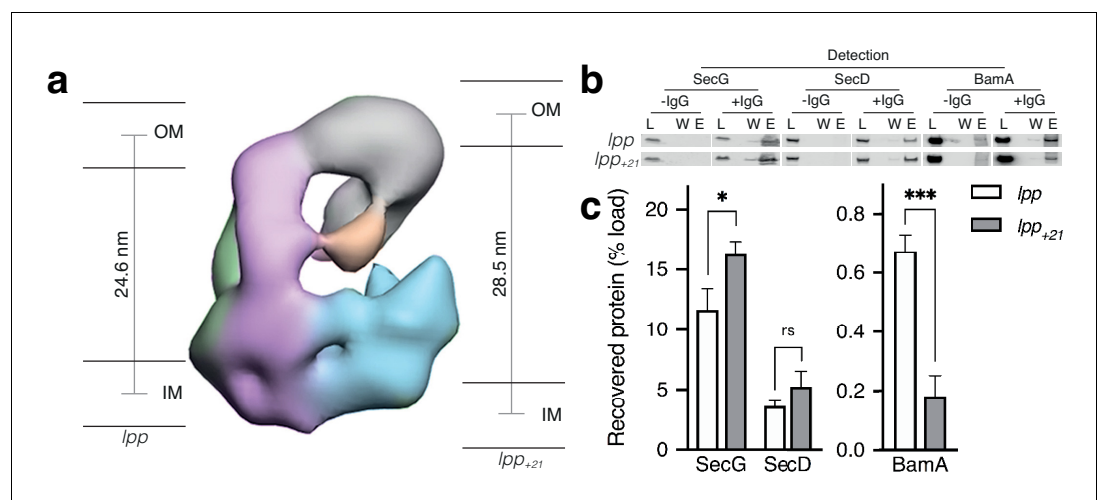 a
OM
24.6 nm
IM
lpp
OM
28.5 nm
IM
lpp+21
b
Detection
SecG SecD BamA
-IgG +IgG -IgG +IgG -IgG +IgG
L W E L W E L W E L W E L W E L W E
lpp
lpp+21
c
Recovered protein (% load)
20
15
10
5
0
*
rs
SecG SecD
0.8
0.6
0.4
0.2
0.0
***
BamA
lpp
lpp+21